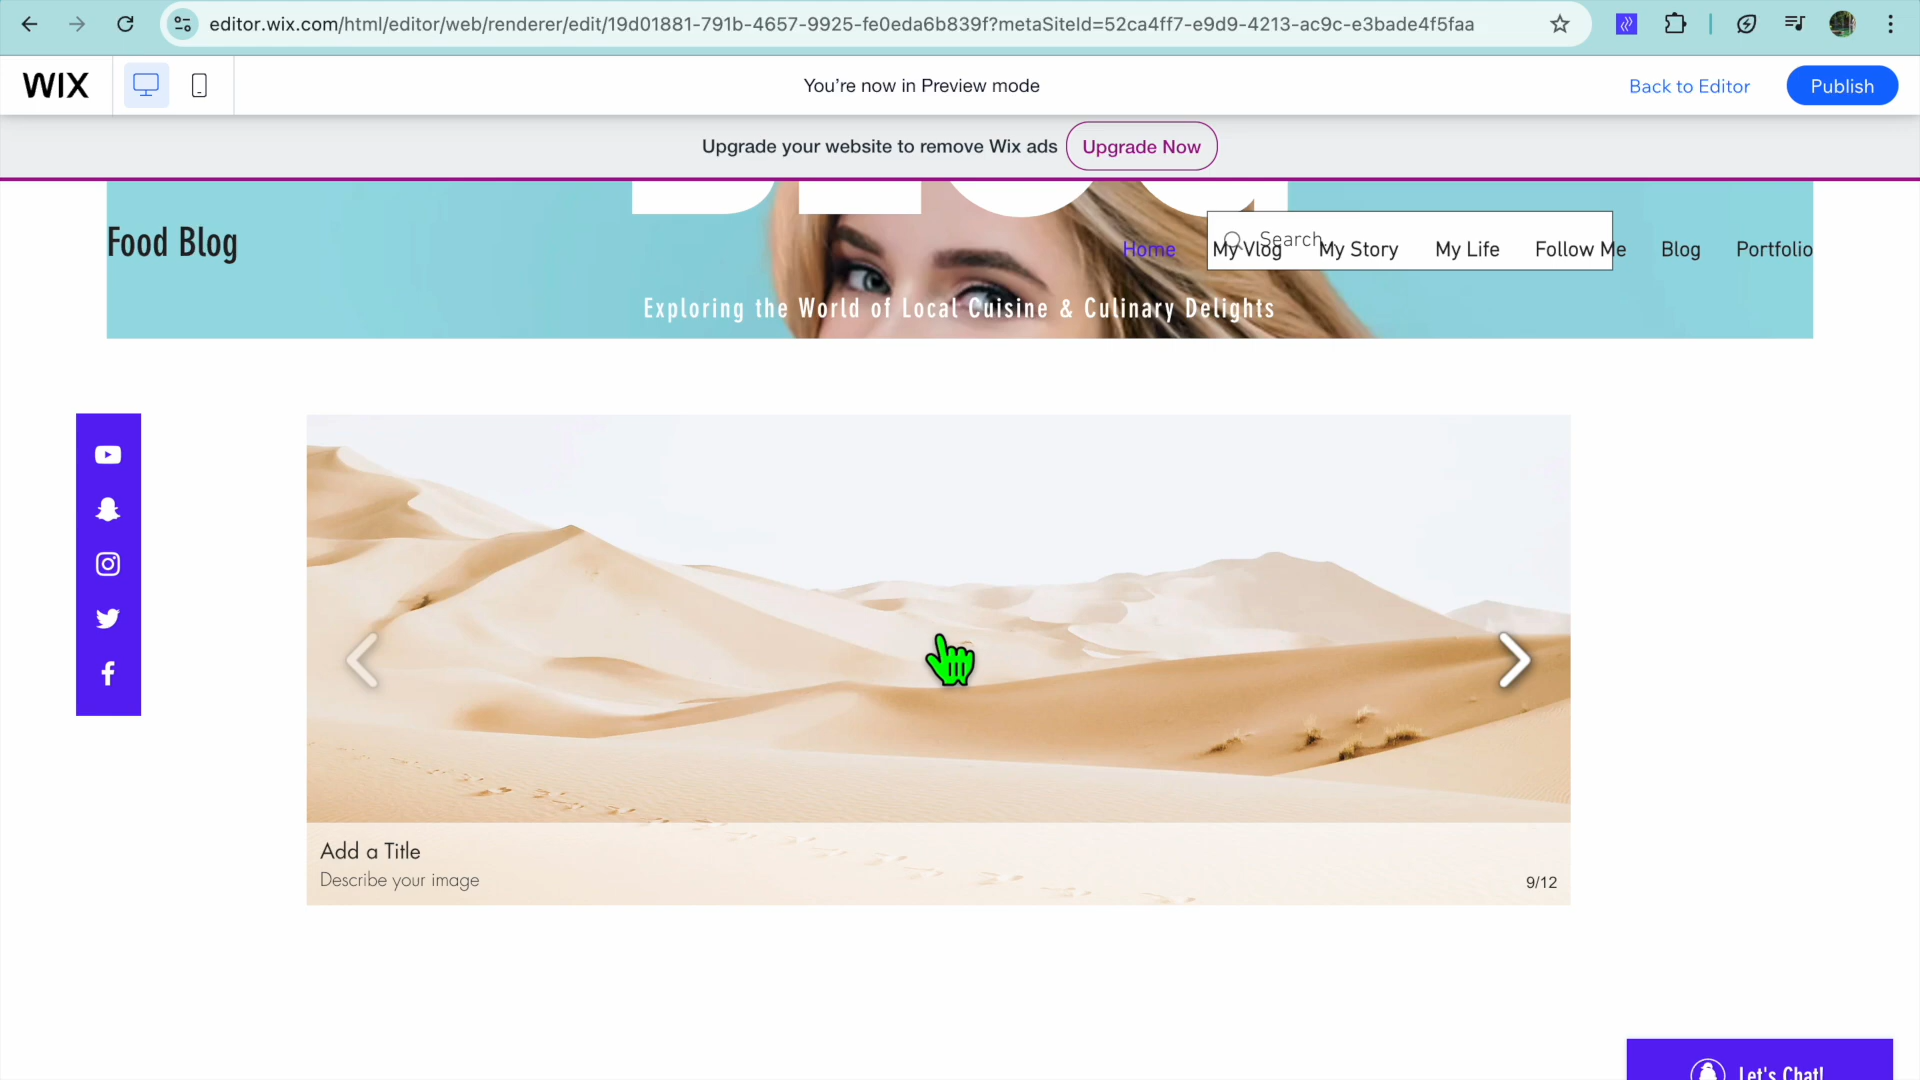 editor.wix.com/html/editor/web/renderer/edit/19d01881-791b-4657-9925-fe0eda6b839f?metaSiteId=52ca4ff7-e9d9-4213-ac9c-e3bade4f5faa
WIX
You're now in Preview mode
Back to Editor
Publish
Upgrade your website to remove Wix ads
Upgrade Now
Food Blog
Search...
Home
My Vlog
My Story
My Life
Follow Me
Blog
Portfolio
Exploring the World of Local Cuisine & Culinary Delights
Add a Title
Describe your image
9/12
Let's Chat!